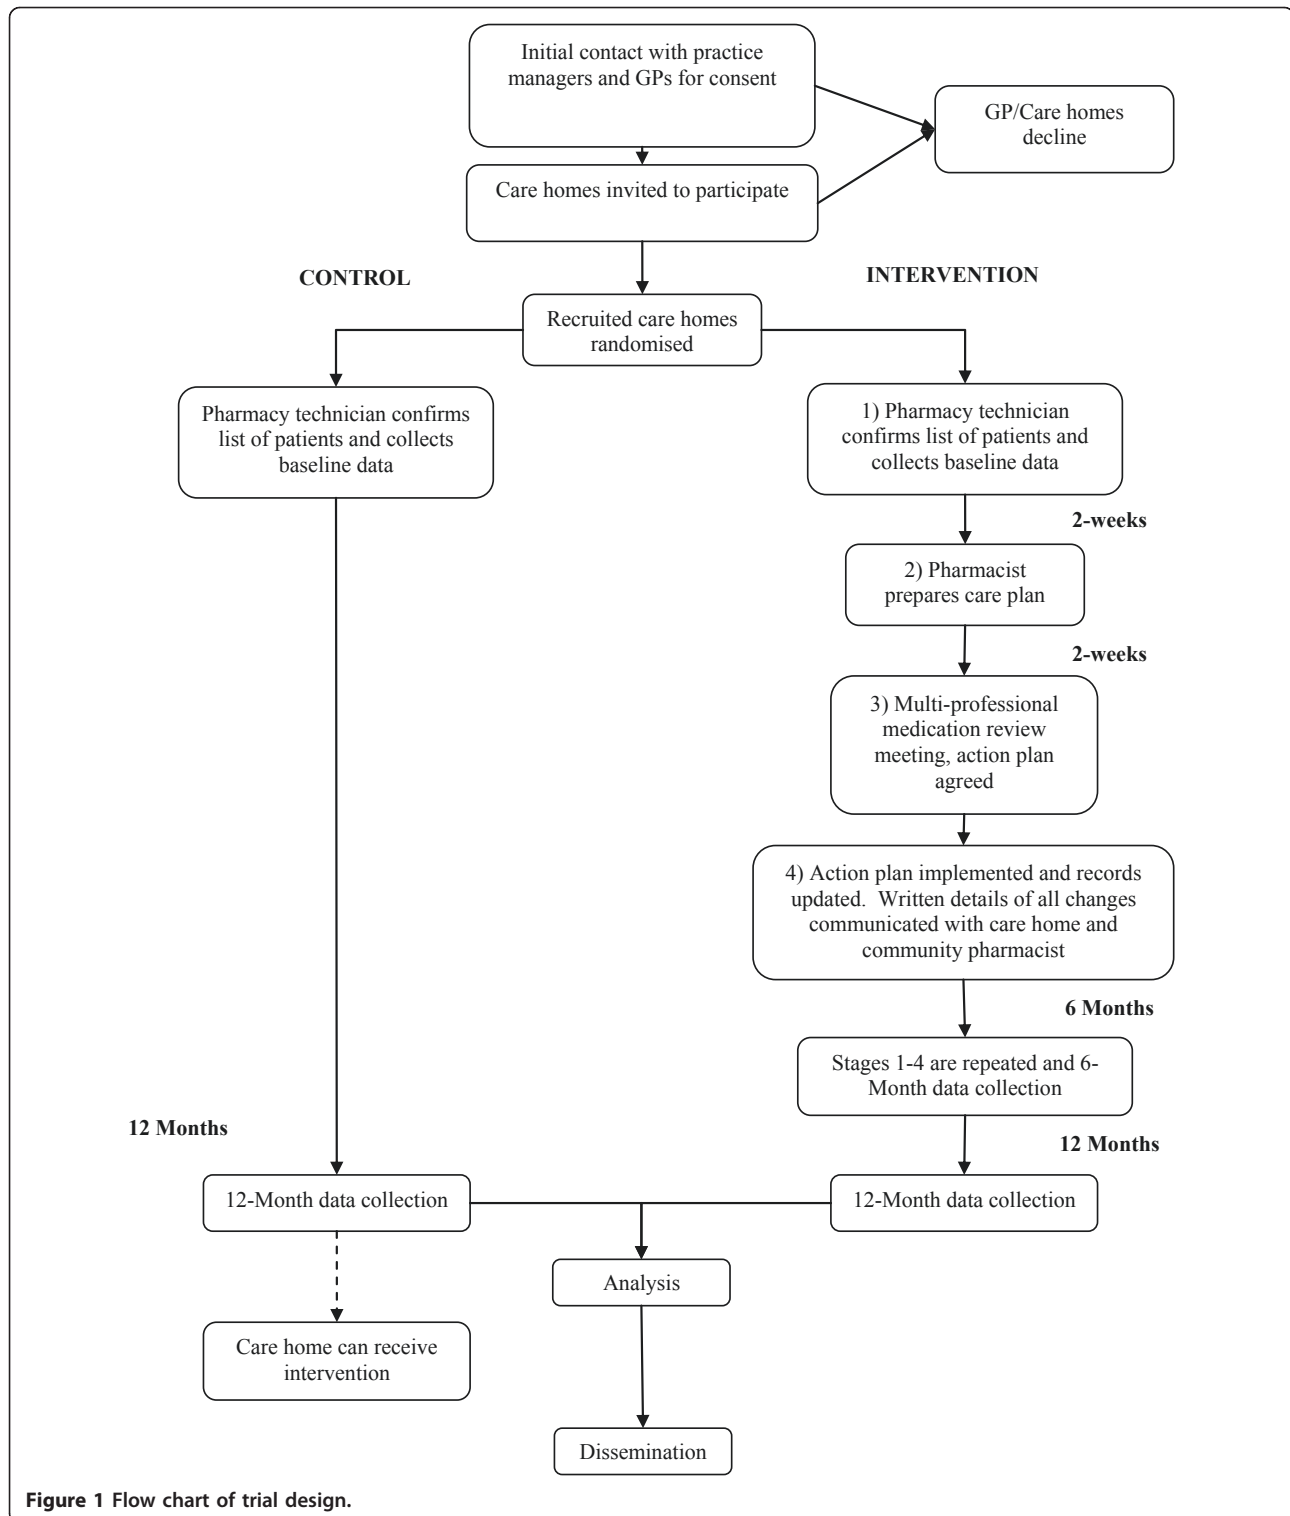 Initial contact with practice
managers and GPs for consent
GP/Care homes
decline
Care homes invited to participate
CONTROL
INTERVENTION
Recruited care homes
randomised
Pharmacy technician confirms
list of patients and collects
baseline data
1) Pharmacy technician
confirms list of patients and
collects baseline data
2-weeks
2) Pharmacist
prepares care plan
2-weeks
3) Multi-professional
medication review
meeting, action plan
agreed
4) Action plan implemented and records
updated.  Written details of all changes
communicated with care home and
community pharmacist
6 Months
Stages 1-4 are repeated and 6-
Month data collection
12 Months
12 Months
12-Month data collection
12-Month data collection
Analysis
Care home can receive
intervention
Dissemination
Figure 1 Flow chart of trial design.